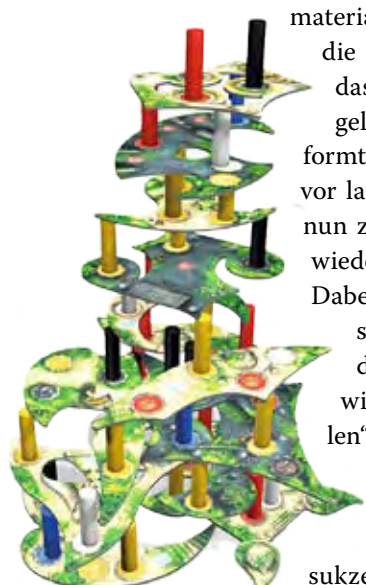 materia
die
das
gel
formt
vor la
nun z
wiede
Dabe
s
d
wi
len“
sukze